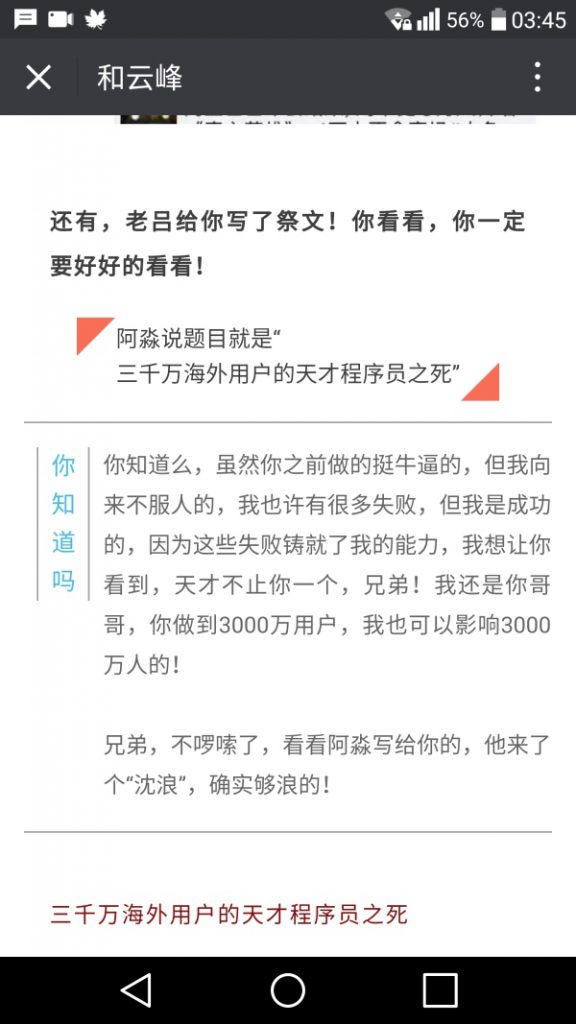 56% 03:45
和云峰
还有，老吕给你写了祭文！你看看，你一定
要好好的看看！
阿淼说题目就是“
三千万海外用户的天才程序员之死”
你知道吗
你知道么，虽然你之前做的挺牛逼的，但我向
来不服人的，我也许有很多失败，但我是成功
的，因为这些失败铸就了我的能力，我想让你
看到，天才不止你一个，兄弟！我还是你哥
哥，你做到3000万用户，我也可以影响3000
万人的！
兄弟，不啰嗦了，看看阿淼写给你的，他来了
个“沈浪”，确实够浪的！
三千万海外用户的天才程序员之死